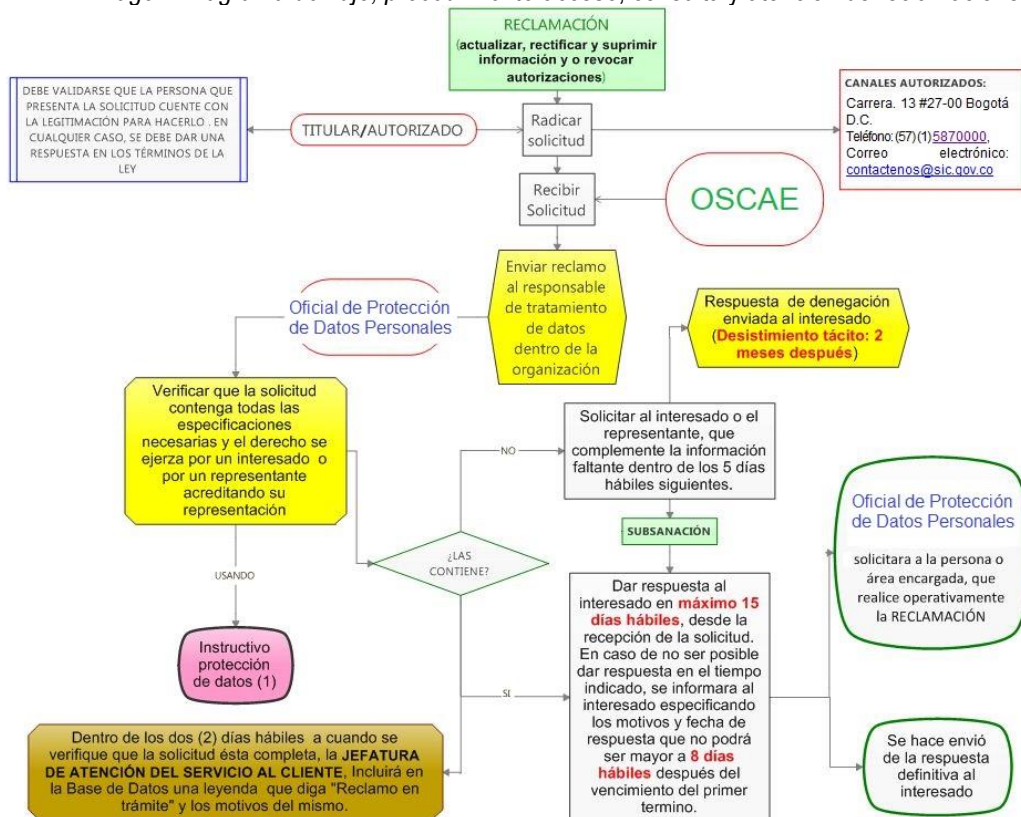 RECLAMACIÓN
(actualizar, rectificar y suprimir
información y o revocar
autorizaciones)
DEBE VALIDARSE QUE LA PERSONA QUE
PRESENTA LA SOLICITUD CUENTE CON
LA LEGITIMACIÓN PARA HACERLO . EN
CUALQUIER CASO, SE DEBE DAR UNA
RESPUESTA EN LOS TÉRMINOS DE LA
LEY
TITULAR/AUTORIZADO
Radicar
solicitud
CANALES AUTORIZADOS:
Carrera. 13 #27-00 Bogotá
D.C.
Teléfono: (57) (1) 5870000,
Correo electrónico:
contactenos@sic.gov.co
Recibir
Solicitud
OSCAE
Enviar reclamo
al responsable
de tratamiento
de datos
dentro de la
organización
Oficial de Protección
de Datos Personales
Respuesta de denegación
enviada al interesado
(Desistimiento tácito: 2
meses después)
Verificar que la solicitud
contenga todas las
especificaciones
necesarias y el derecho se
ejerza por un interesado o
por un representante
acreditando su
representación
Solicitar al interesado o el
representante, que
complemente la información
faltante dentro de los 5 días
hábiles siguientes.
NO
SUBSANACIÓN
¿LAS
CONTIENE?
USANDO
Instructivo
protección
de datos (1)
SI
Dar respuesta al
interesado en máximo 15
días hábiles, desde la
recepción de la solicitud.
En caso de no ser posible
dar respuesta en el tiempo
indicado, se informara al
interesado especificando
los motivos y fecha de
respuesta que no podrá
ser mayor a 8 días
hábiles después del
vencimiento del primer
termino.
Oficial de Protección
de Datos Personales
solicitara a la persona o
área encargada, que
realice operativamente
la RECLAMACIÓN
Dentro de los dos (2) días hábiles a cuando se
verifique que la solicitud ésta completa, la JEFATURA
DE ATENCIÓN DEL SERVICIO AL CLIENTE, Incluirá en
la Base de Datos una leyenda que diga "Reclamo en
trámite" y los motivos del mismo.
Se hace envió
de la respuesta
definitiva al
interesado